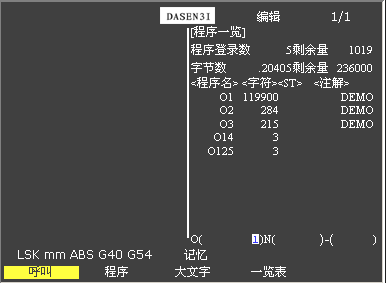 DASEN3I 编辑 1/1
[程序一览]
程序登录数 5剩余量 1019
字节数 .20405剩余量 236000
<程序名> <字符><ST> <注解>
O1 119900 DEMO
O2 284 DEMO
O3 215 DEMO
O14 3
O125 3
O( 1)N( )-( )
LSK mm ABS G40 G54 记忆
呼叫 程序 大文字 一览表